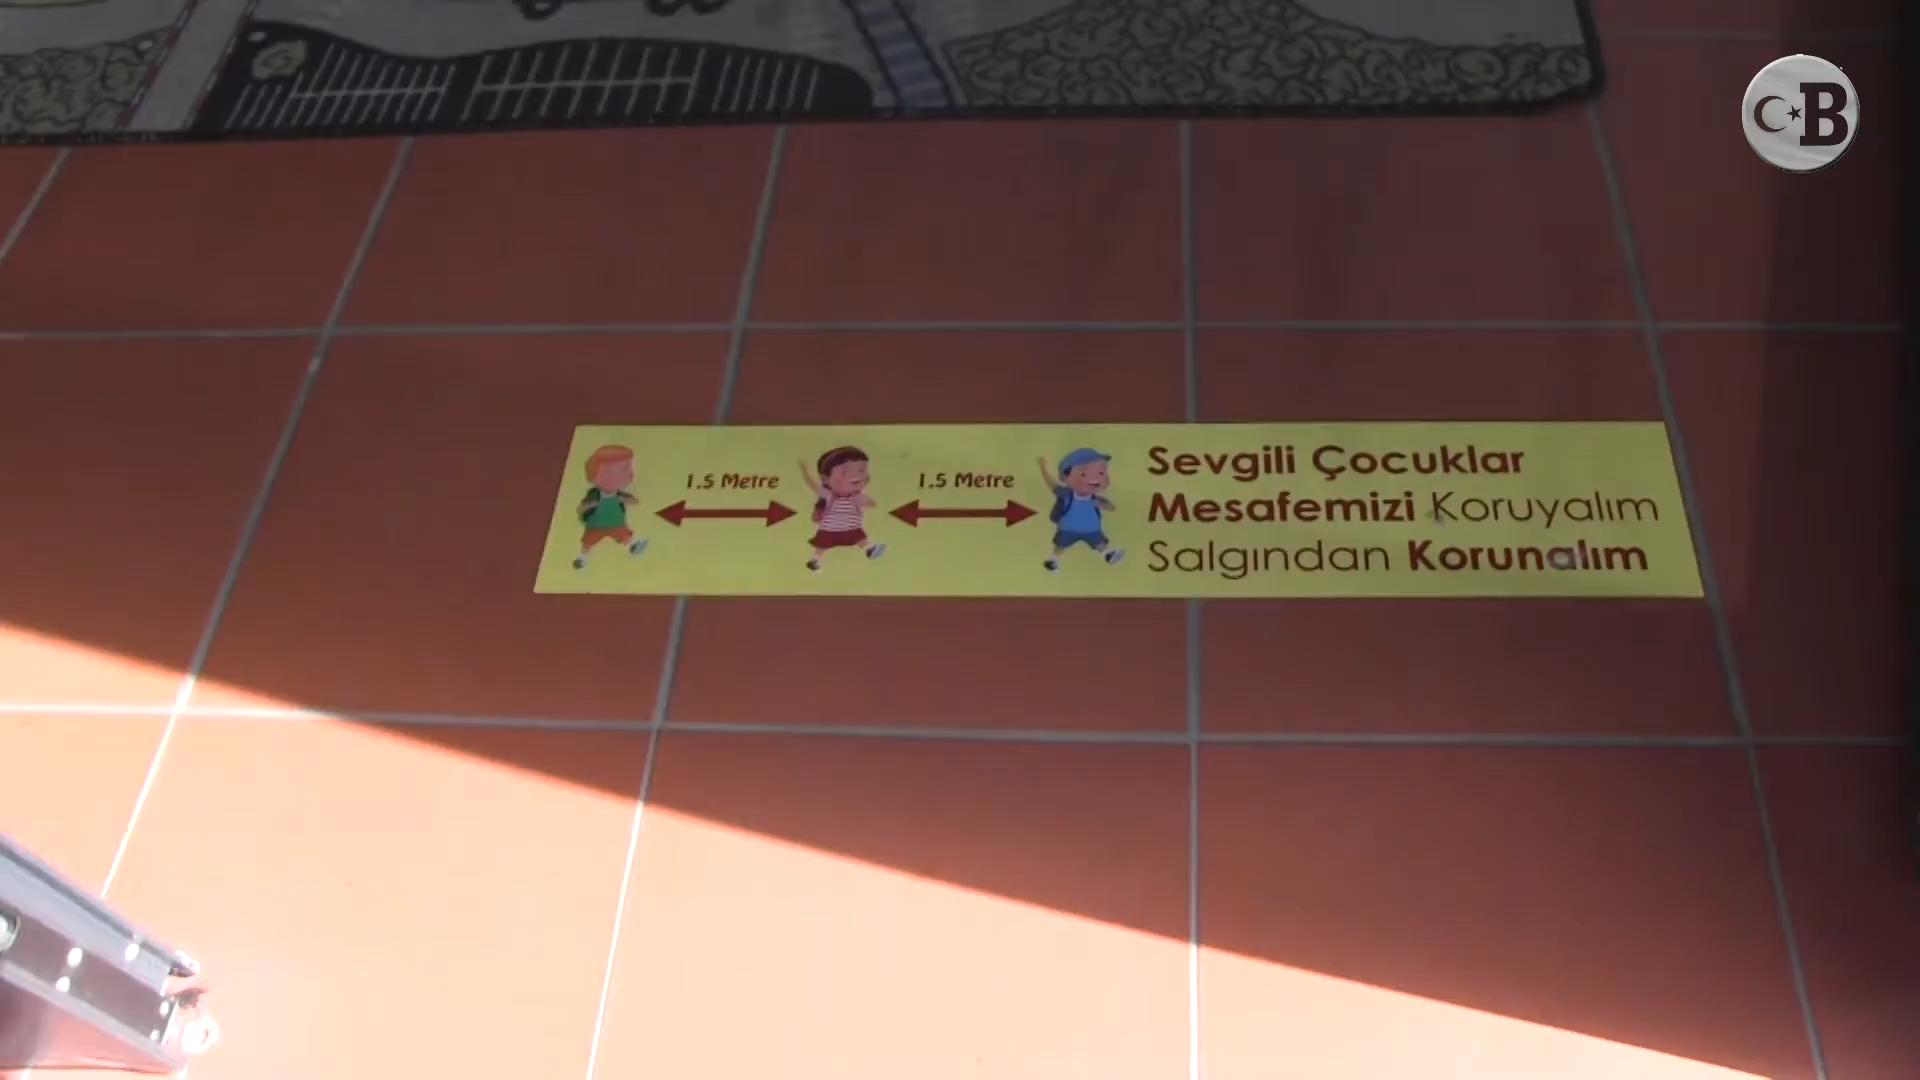 B
1.5 Metre
1.5 Metre
Sevgili Çocuklar
Mesafemizi Koruyalım
Salgından Korunalım